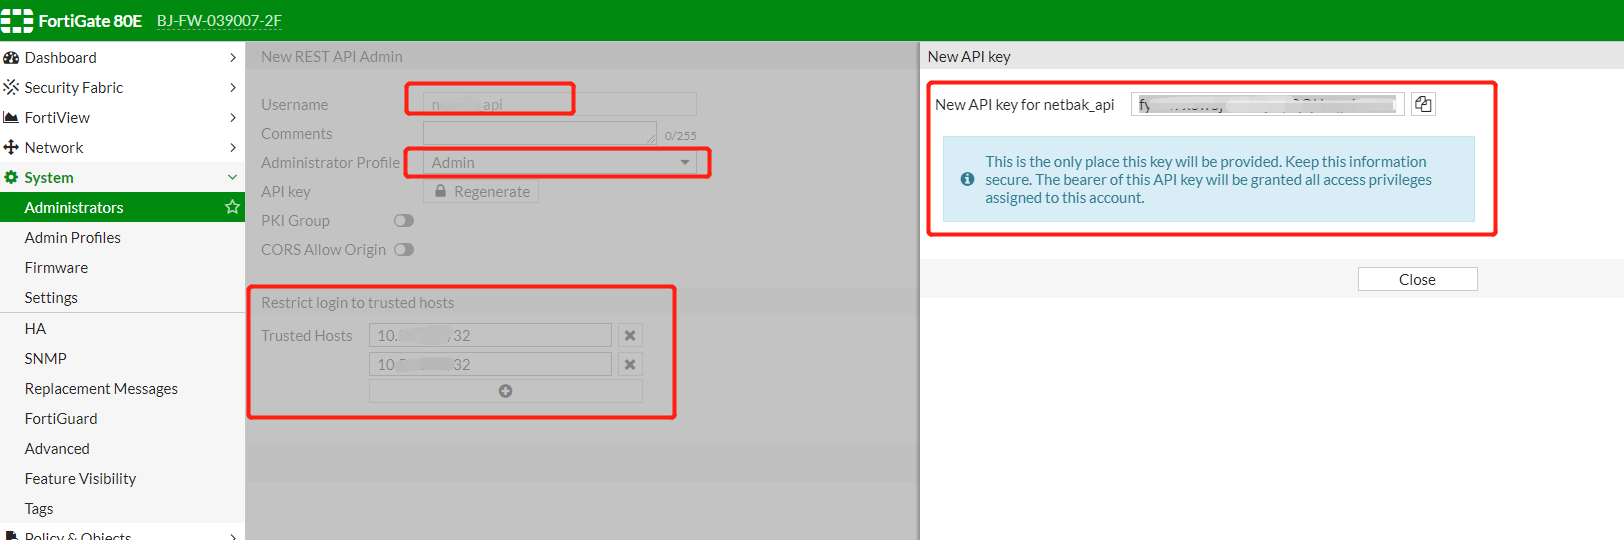 FortiGate 80E BJ-FW-039007-2F
Dashboard
Security Fabric
FortiView
Network
System
Administrators
Admin Profiles
Firmware
Settings
HA
SNMP
Replacement Messages
FortiGuard
Advanced
Feature Visibility
Tags
Policy & Objects
New REST API Admin
Username
api
Comments
0/255
Administrator Profile
Admin
API key
Regenerate
PKI Group
CORS Allow Origin
Restrict login to trusted hosts
Trusted Hosts
10. /32
10. /32
New API key
New API key for netbak_api
This is the only place this key will be provided. Keep this information
secure. The bearer of this API key will be granted all access privileges
assigned to this account.
Close